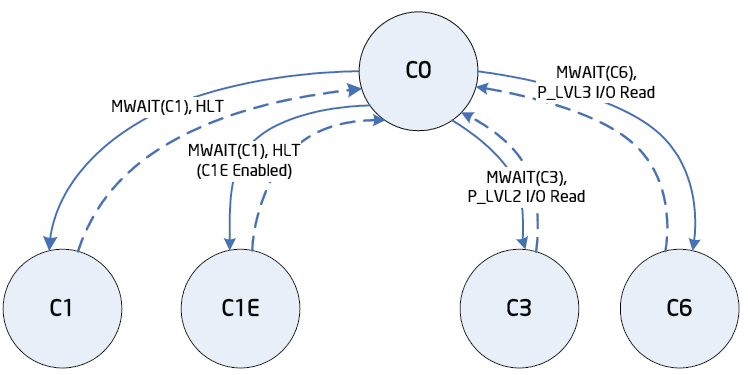 C0
MWAIT(C6),
P_LVL3 I/O Read
MWAIT(C1), HLT
MWAIT(C1), HLT
(C1E Enabled)
MWAIT(C3),
P_LVL2 I/O Read
C1
C1E
C3
C6